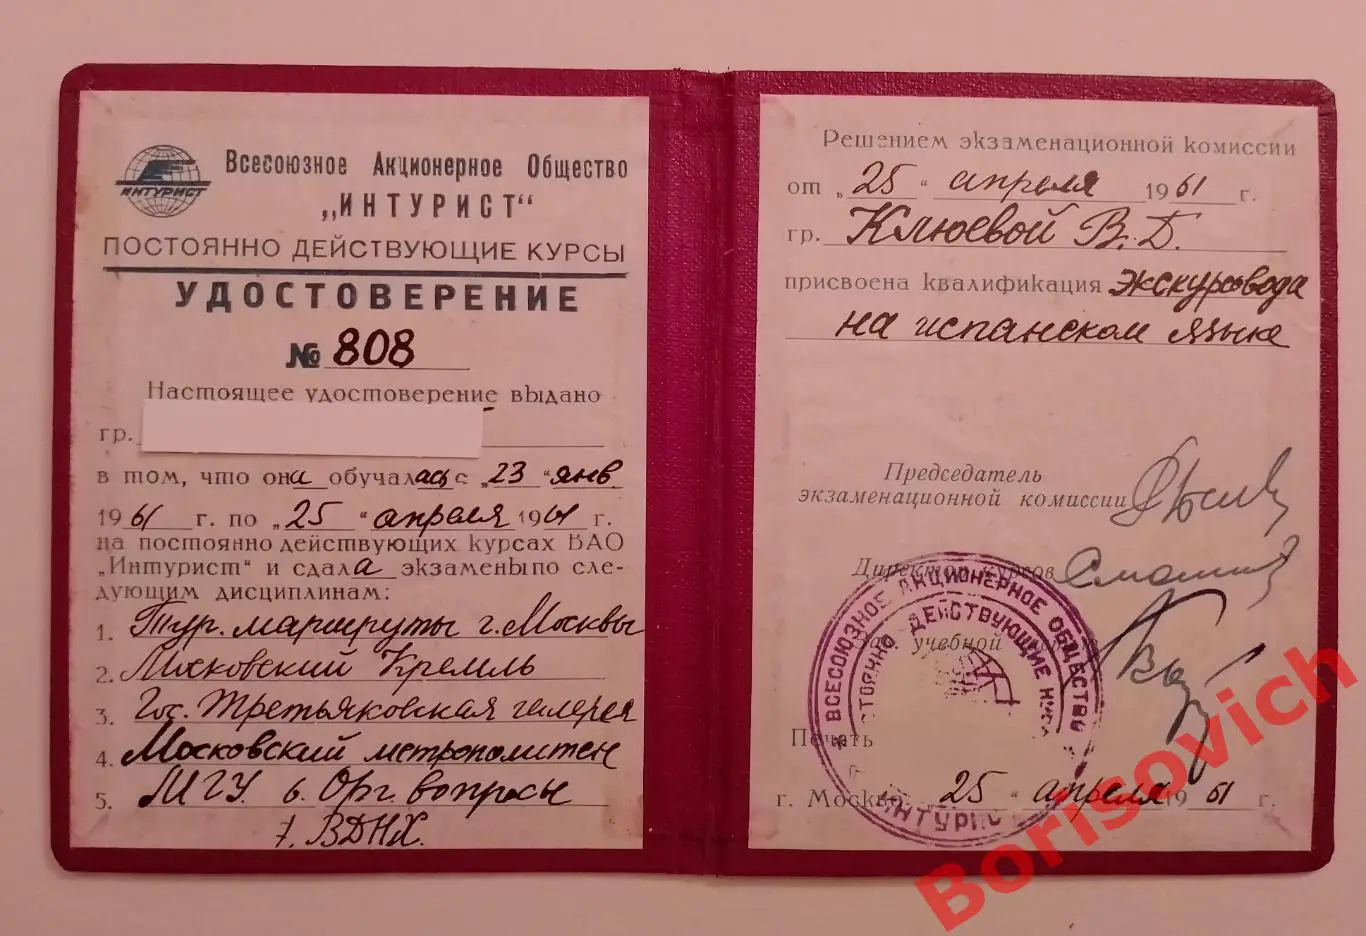 ИНТУРИСТ
Всесоюзное Акционерное Общество
„ИНТУРИСТ"
ПОСТОЯННО ДЕЙСТВУЮЩИЕ КУРСЫ
УДОСТОВЕРЕНИЕ
№ 808
Настоящее удостоверение выдано
гр.
в том, что она обучалась с „23" янв
1961 г. по „25" апреля 1961 г.
на постоянно действующих курсах ВАО
„Интурист" и сдала экзамены по сле-
дующим дисциплинам:
1. Тур. маршруты г. Москвы
2. Московский Кремль
3. Гос. Третьяковская галерея
4. Московский метрополитен
5. МГУ 6. Орг. вопросы
7. ВДНХ
Решением экзаменационной комиссии
от „25" апреля 1961 г.
гр. Клюевой В. Д.
присвоена квалификация экскурсовода
на испанском языке
Председатель
экзаменационной комиссии
Директор курсов
Зав. учебной
Печать
г. Москва „25" апреля 1961 г.
ВСЕСОЮЗНОЕ АКЦИОНЕРНОЕ ОБЩЕСТВО
ДЕЙСТВУЮЩИЕ
ИНТУРИСТ
Borisovich